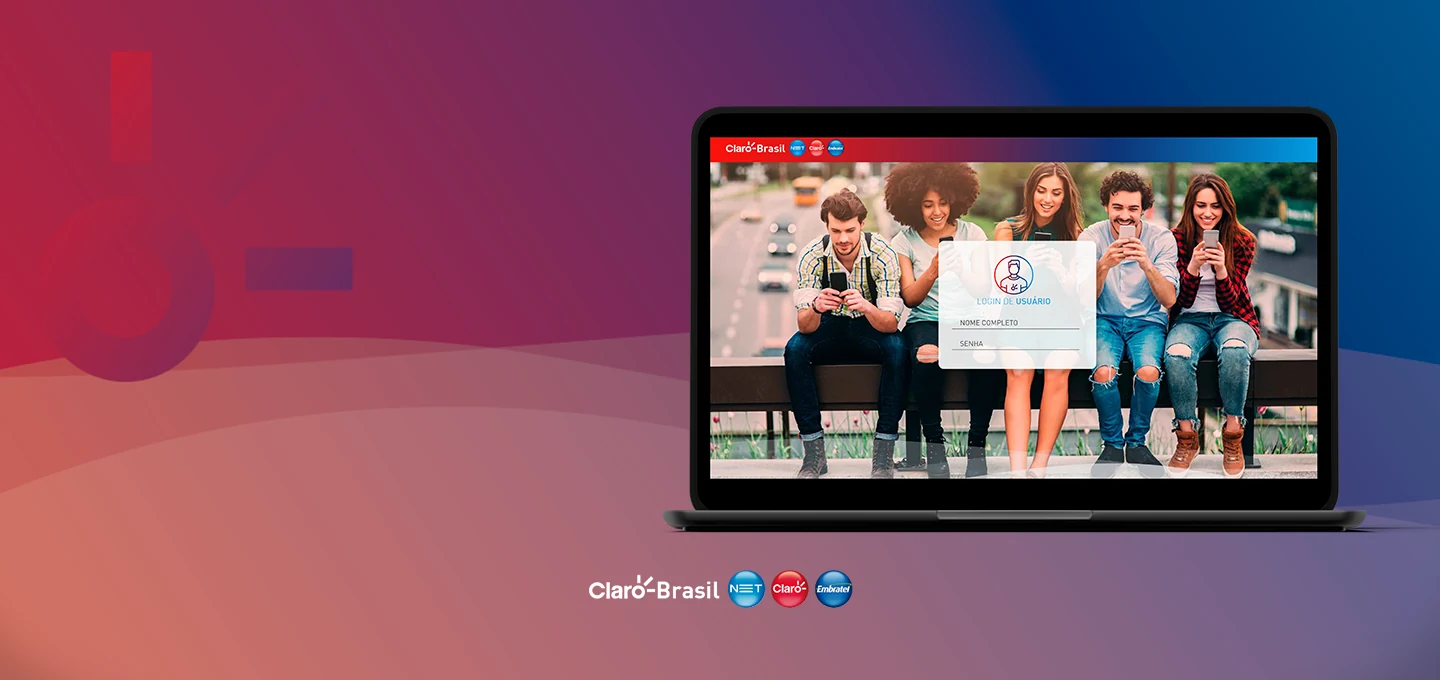 Claro-Brasil NET Claro- Embratel
LOGIN DE USUÁRIO
NOME COMPLETO
SENHA
Claro-Brasil NET Claro- Embratel